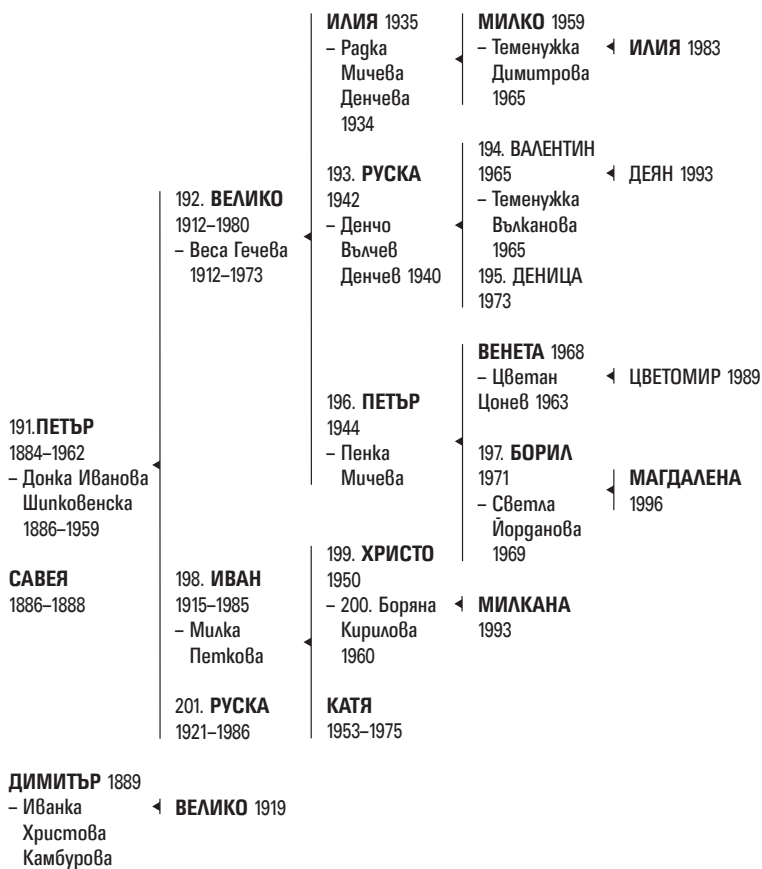 ИЛИЯ 1935
– Радка
Мичева
Денчева
1934
МИЛКО 1959
– Теменужка
Димитрова
1965
ИЛИЯ 1983
192. ВЕЛИКО
1912–1980
– Веса Гечева
1912–1973
193. РУСКА
1942
– Денчо
Вълчев
Денчев 1940
194. ВАЛЕНТИН
1965
– Теменужка
Вълканова
1965
195. ДЕНИЦА
1973
ДЕЯН 1993
191.ПЕТЪР
1884–1962
– Донка Иванова
Шипковенска
1886–1959
196. ПЕТЪР
1944
– Пенка
Мичева
ВЕНЕТА 1968
– Цветан
Цонев 1963
ЦВЕТОМИР 1989
197. БОРИЛ
1971
– Светла
Йорданова
1969
МАГДАЛЕНА
1996
САВЕЯ
1886–1888
198. ИВАН
1915–1985
– Милка
Петкова
199. ХРИСТО
1950
– 200. Боряна
Кирилова
1960
МИЛКАНА
1993
201. РУСКА
1921–1986
КАТЯ
1953–1975
ДИМИТЪР 1889
– Иванка
Христова
Камбурова
ВЕЛИКО 1919